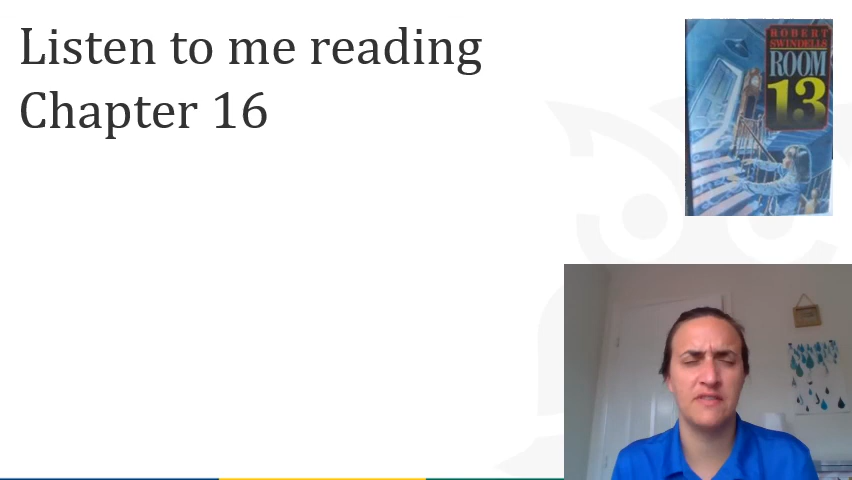 Listen to me reading
Chapter 16
ROBERT
SWINDELLS
ROOM
13